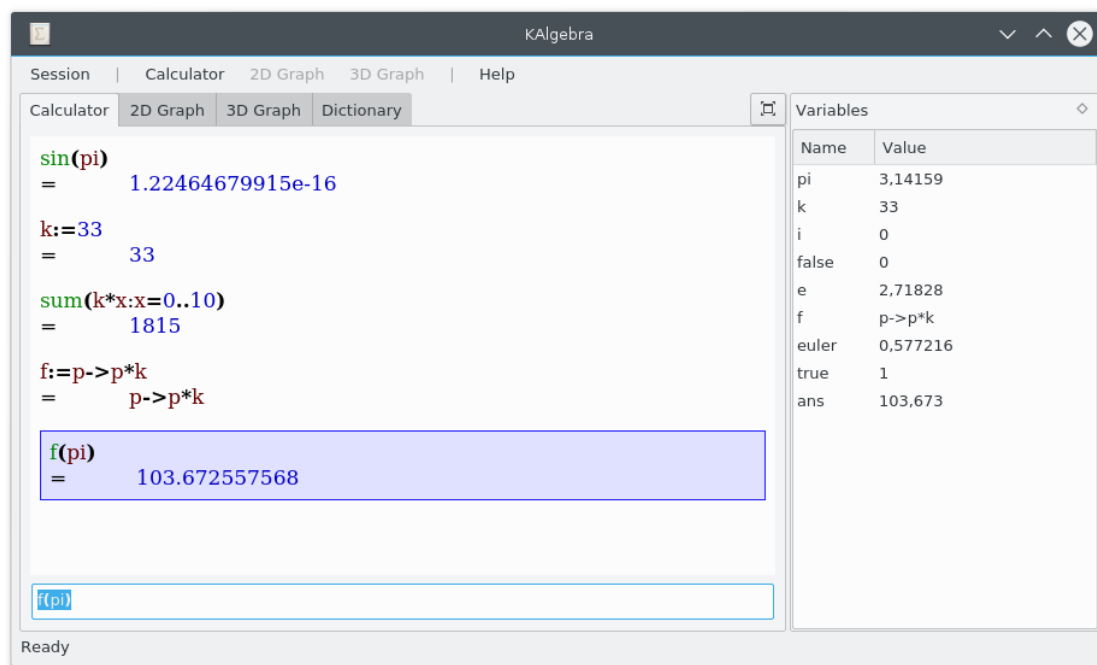 KAlgebra
Session | Calculator 2D Graph 3D Graph | Help
Calculator 2D Graph 3D Graph Dictionary
sin(pi)
= 1.22464679915e-16
k:=33
= 33
sum(k*x:x=0..10)
= 1815
f:=p->p*k
= p->p*k
f(pi)
= 103.672557568
f(pi)
Variables
Name Value
pi 3,14159
k 33
i 0
false 0
e 2,71828
f p->p*k
euler 0,577216
true 1
ans 103,673
Ready